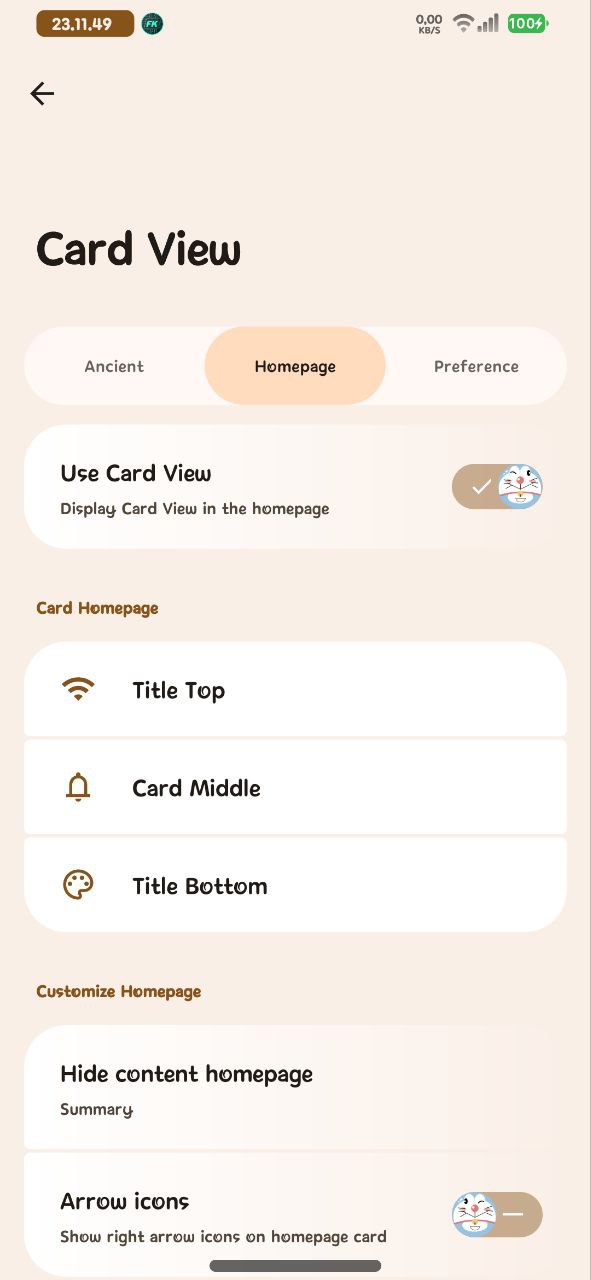 23.11.49
FK
0,00
KB/S
100
Card View
Ancient
Homepage
Preference
Use Card View
Display Card View in the homepage
Card Homepage
Title Top
Card Middle
Title Bottom
Customize Homepage
Hide content homepage
Summary
Arrow icons
Show right arrow icons on homepage card